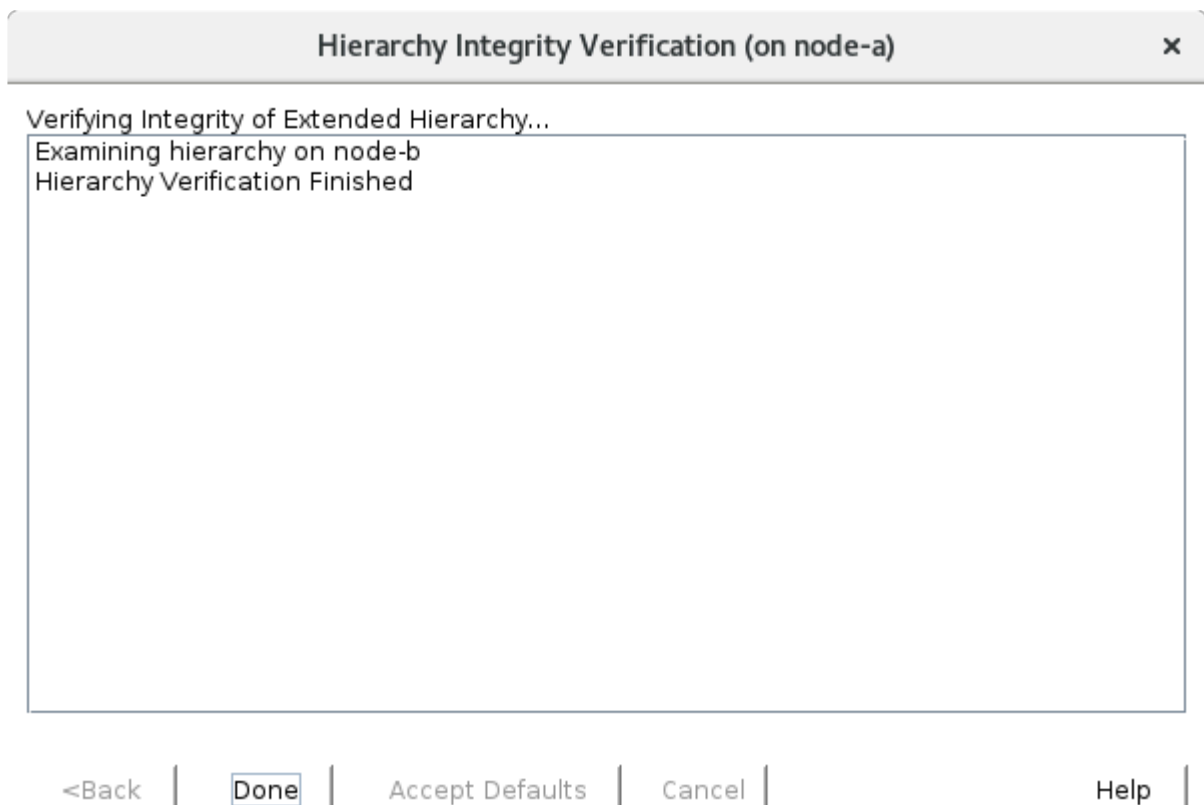 Hierarchy Integrity Verification (on node-a) ×
Verifying Integrity of Extended Hierarchy...
Examining hierarchy on node-b
Hierarchy Verification Finished
<Back Done Accept Defaults Cancel Help